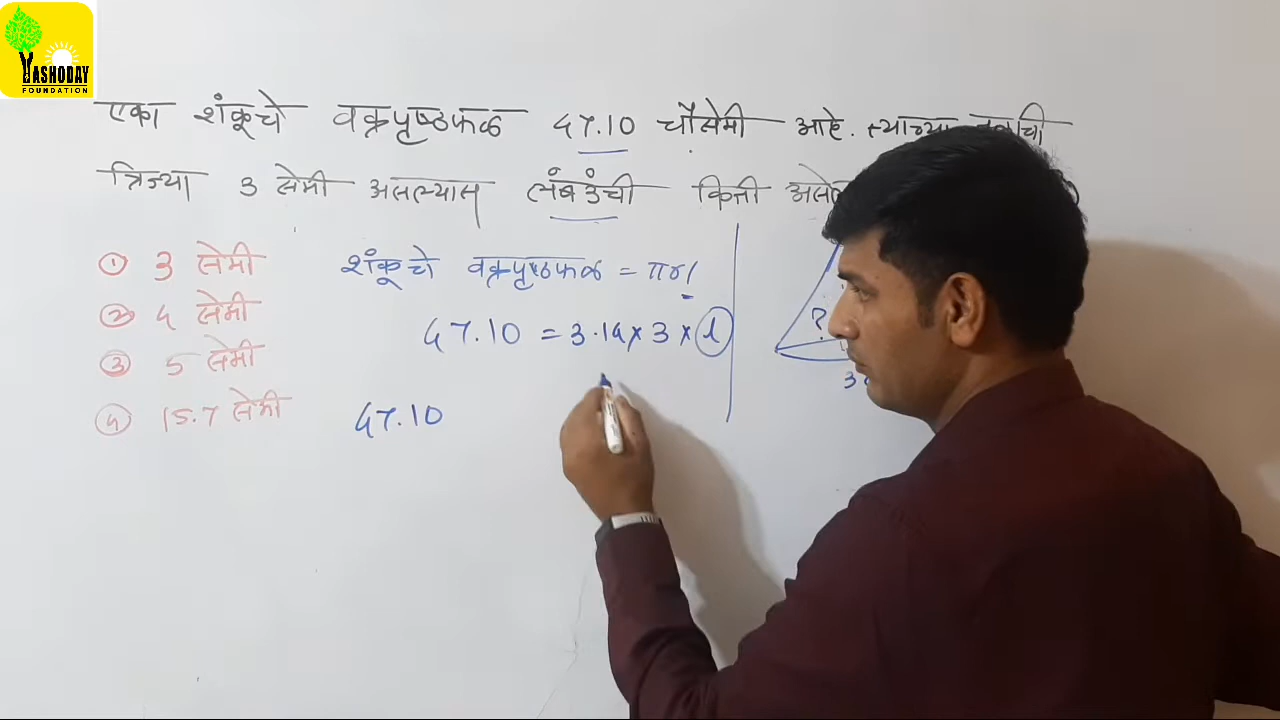 YASHODAY
FOUNDATION
एका शंकूचे वक्रपृष्ठफळ 47.10 चौसेमी आहे. त्याच्या
त्रिज्या 3 सेमी असल्यास लंबउंची किती
① 3 सेमी
② 4 सेमी
③ 5 सेमी
④ 15.7 सेमी
शंकूचे वक्रपृष्ठफळ = πrl
47.10 = 3.14 × 3 × l
47.10
?
3